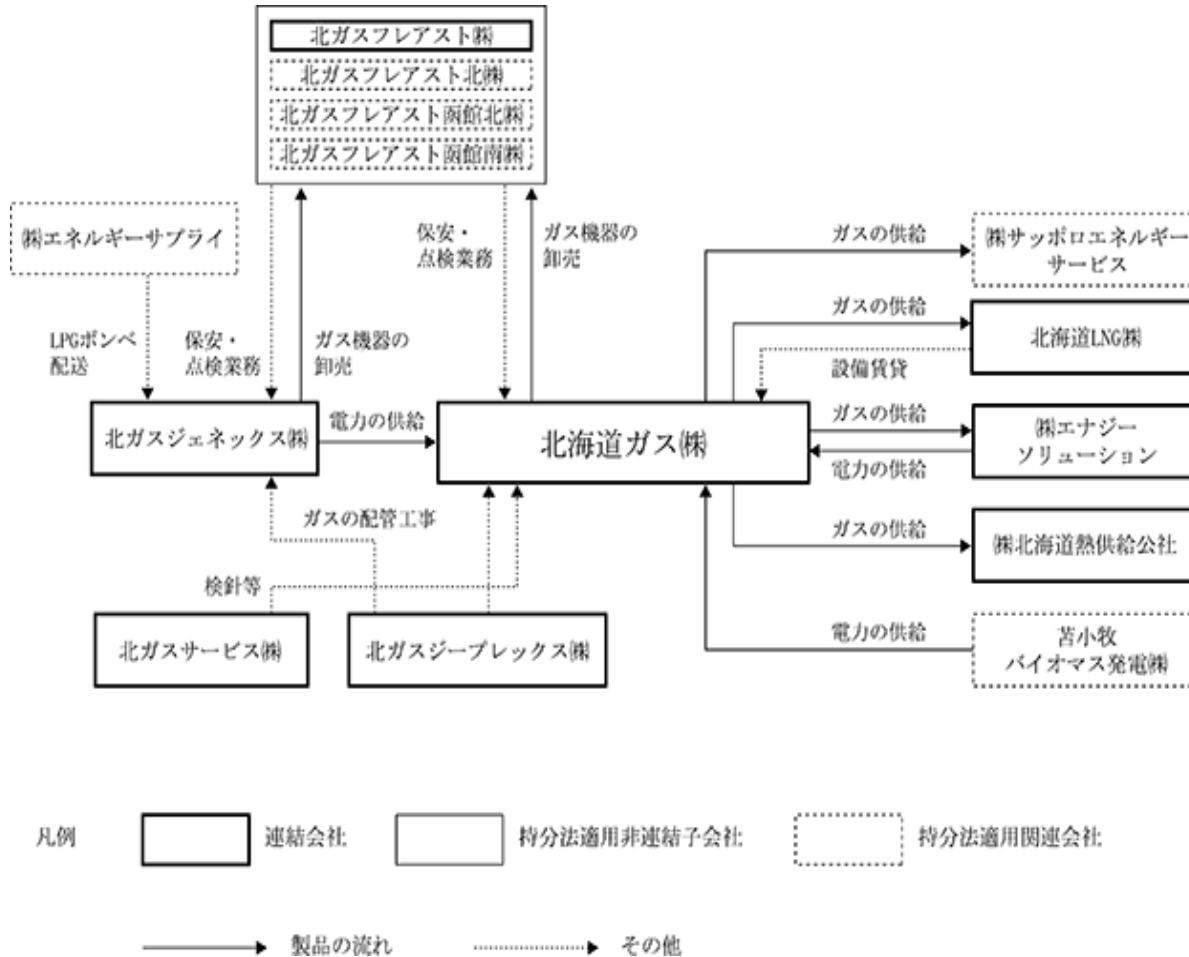 北ガスフレアスト㈱
北ガスフレアスト北㈱
北ガスフレアスト函館北㈱
北ガスフレアスト函館南㈱
㈱エネルギーサプライ
LPGボンベ
配送
保安・
点検業務
ガス機器の
卸売
保安・
点検業務
ガス機器の
卸売
ガスの供給
㈱サッポロエネルギー
サービス
ガスの供給
北海道LNG㈱
設備賃貸
北ガスジェネックス㈱
電力の供給
北海道ガス㈱
ガスの供給
電力の供給
㈱エナジー
ソリューション
ガスの配管工事
ガスの供給
㈱北海道熱供給公社
検針等
北ガスサービス㈱
北ガスジープレックス㈱
電力の供給
苫小牧
バイオマス発電㈱
凡例
連結会社
持分法適用非連結子会社
持分法適用関連会社
製品の流れ
その他